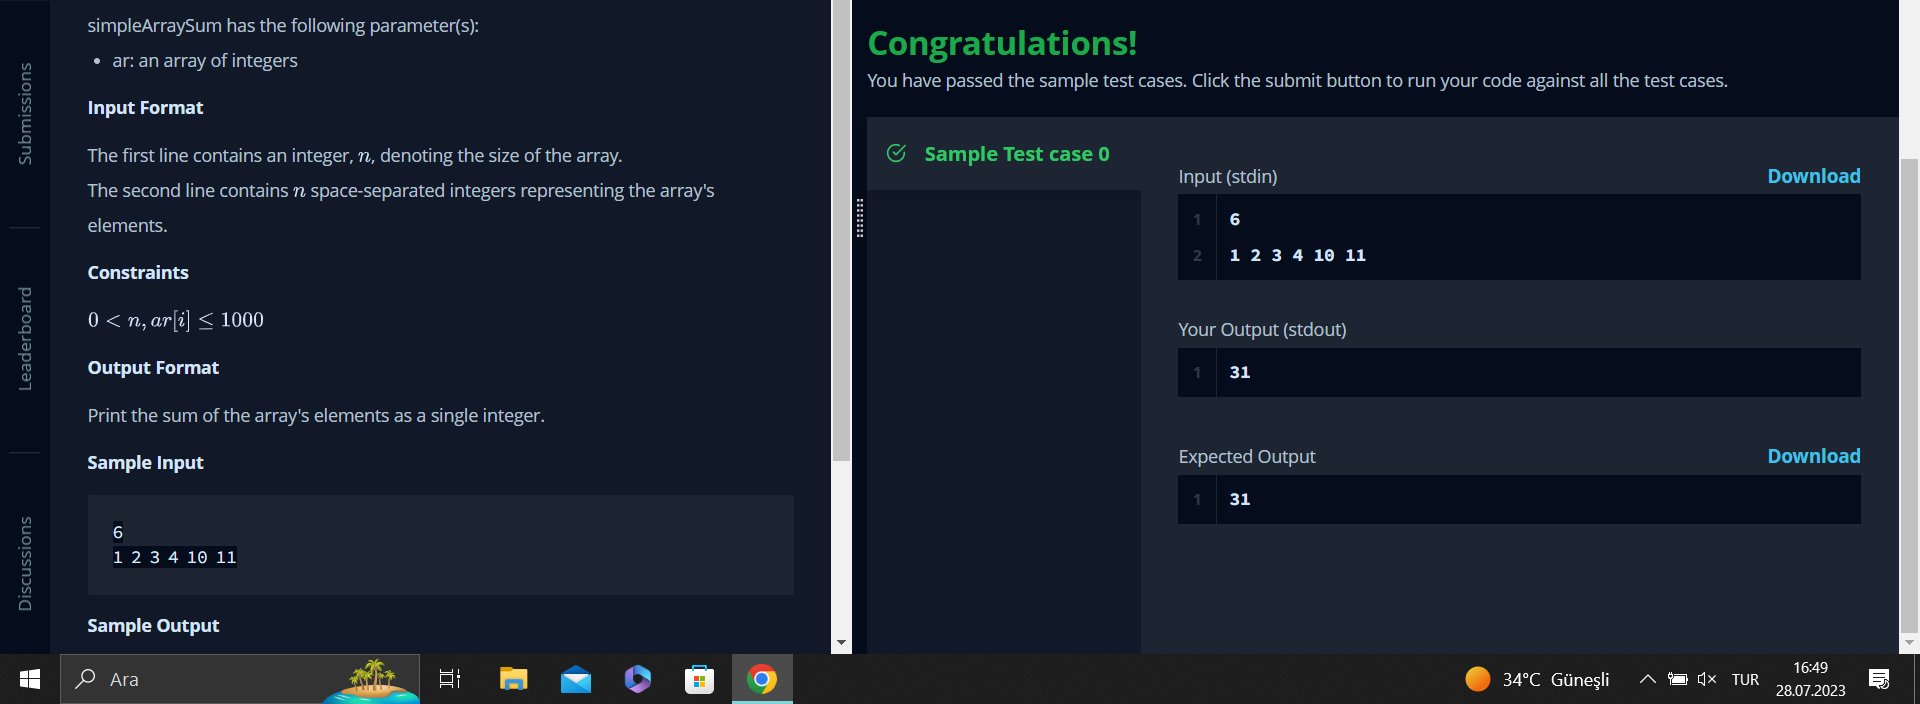 Submissions
Leaderboard
Discussions
simpleArraySum has the following parameter(s):
• ar: an array of integers
Input Format
The first line contains an integer, n, denoting the size of the array.
The second line contains n space-separated integers representing the array's
elements.
Constraints
0 < n, ar[i] ≤ 1000
Output Format
Print the sum of the array's elements as a single integer.
Sample Input
6
1 2 3 4 10 11
Sample Output
Congratulations!
You have passed the sample test cases. Click the submit button to run your code against all the test cases.
Sample Test case 0
Input (stdin)
Download
1 6
2 1 2 3 4 10 11
Your Output (stdout)
1 31
Expected Output
Download
1 31
Ara
34°C Güneşli
TUR
16:49
28.07.2023